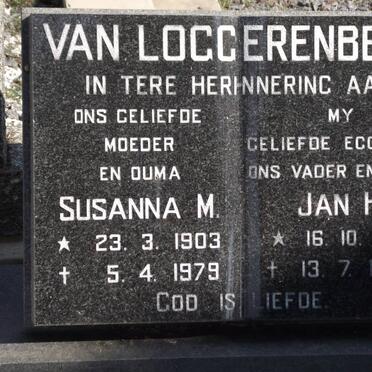 VAN LOGGERENBE
IN TERE HERINNERING AA
ONS GELIEFDE MY
MOEDER GELIEFDE EGG
EN OUMA ONS VADER EN
SUSANNA M. JAN H
★ 23. 3. 1903 ★ 16. 10.
† 5. 4. 1979 † 13. 7. 1
GOD IS LIEFDE.